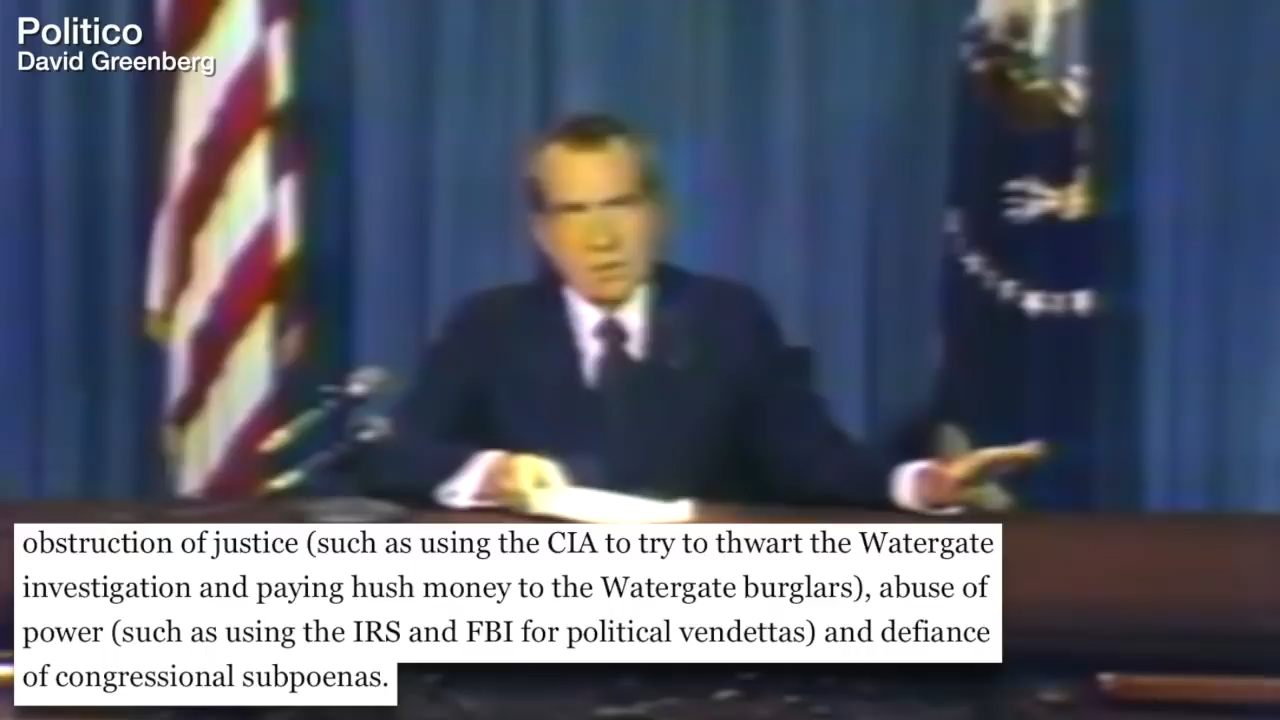 Politico
David Greenberg
obstruction of justice (such as using the CIA to try to thwart the Watergate
investigation and paying hush money to the Watergate burglars), abuse of
power (such as using the IRS and FBI for political vendettas) and defiance
of congressional subpoenas.